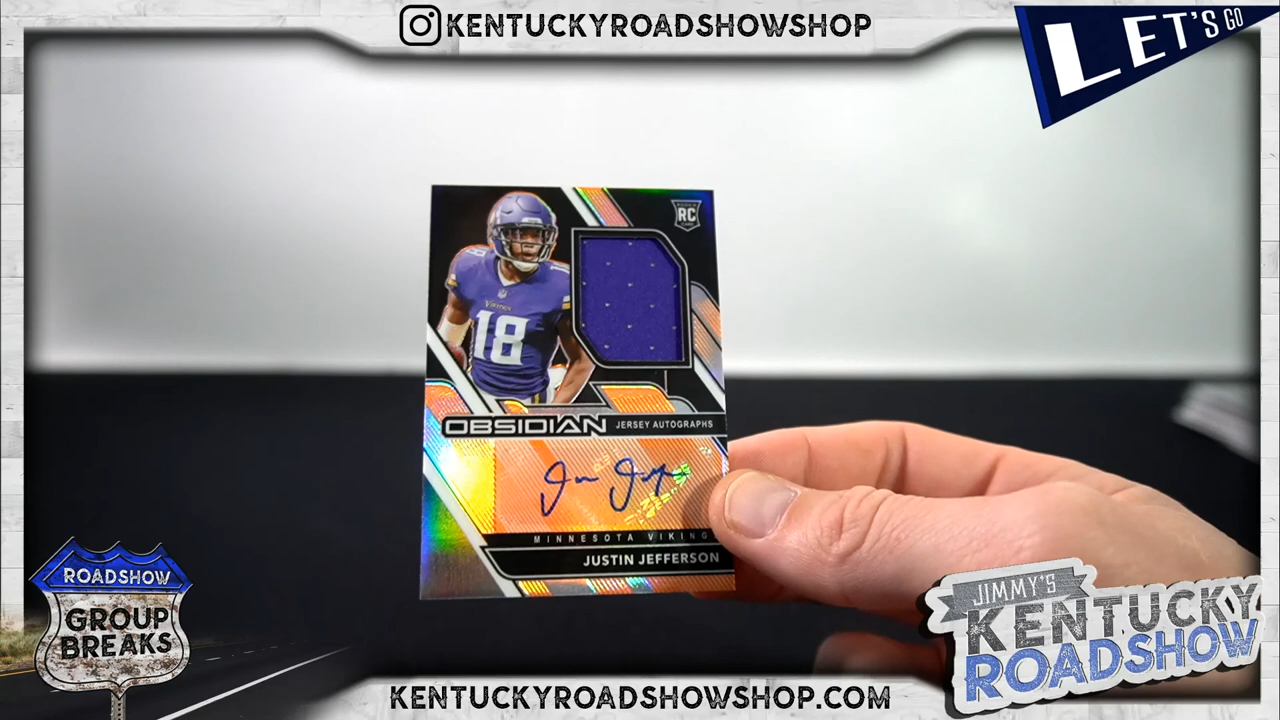 KENTUCKYROADSHOWSHOP
LET'S GO
RC
18
VIKINGS
OBSIDIAN JERSEY AUTOGRAPHS
MINNESOTA VIKING
JUSTIN JEFFERSON
ROADSHOW
GROUP
BREAKS
JIMMY'S
KENTUCKY
ROADSHOW
KENTUCKYROADSHOWSHOP.COM